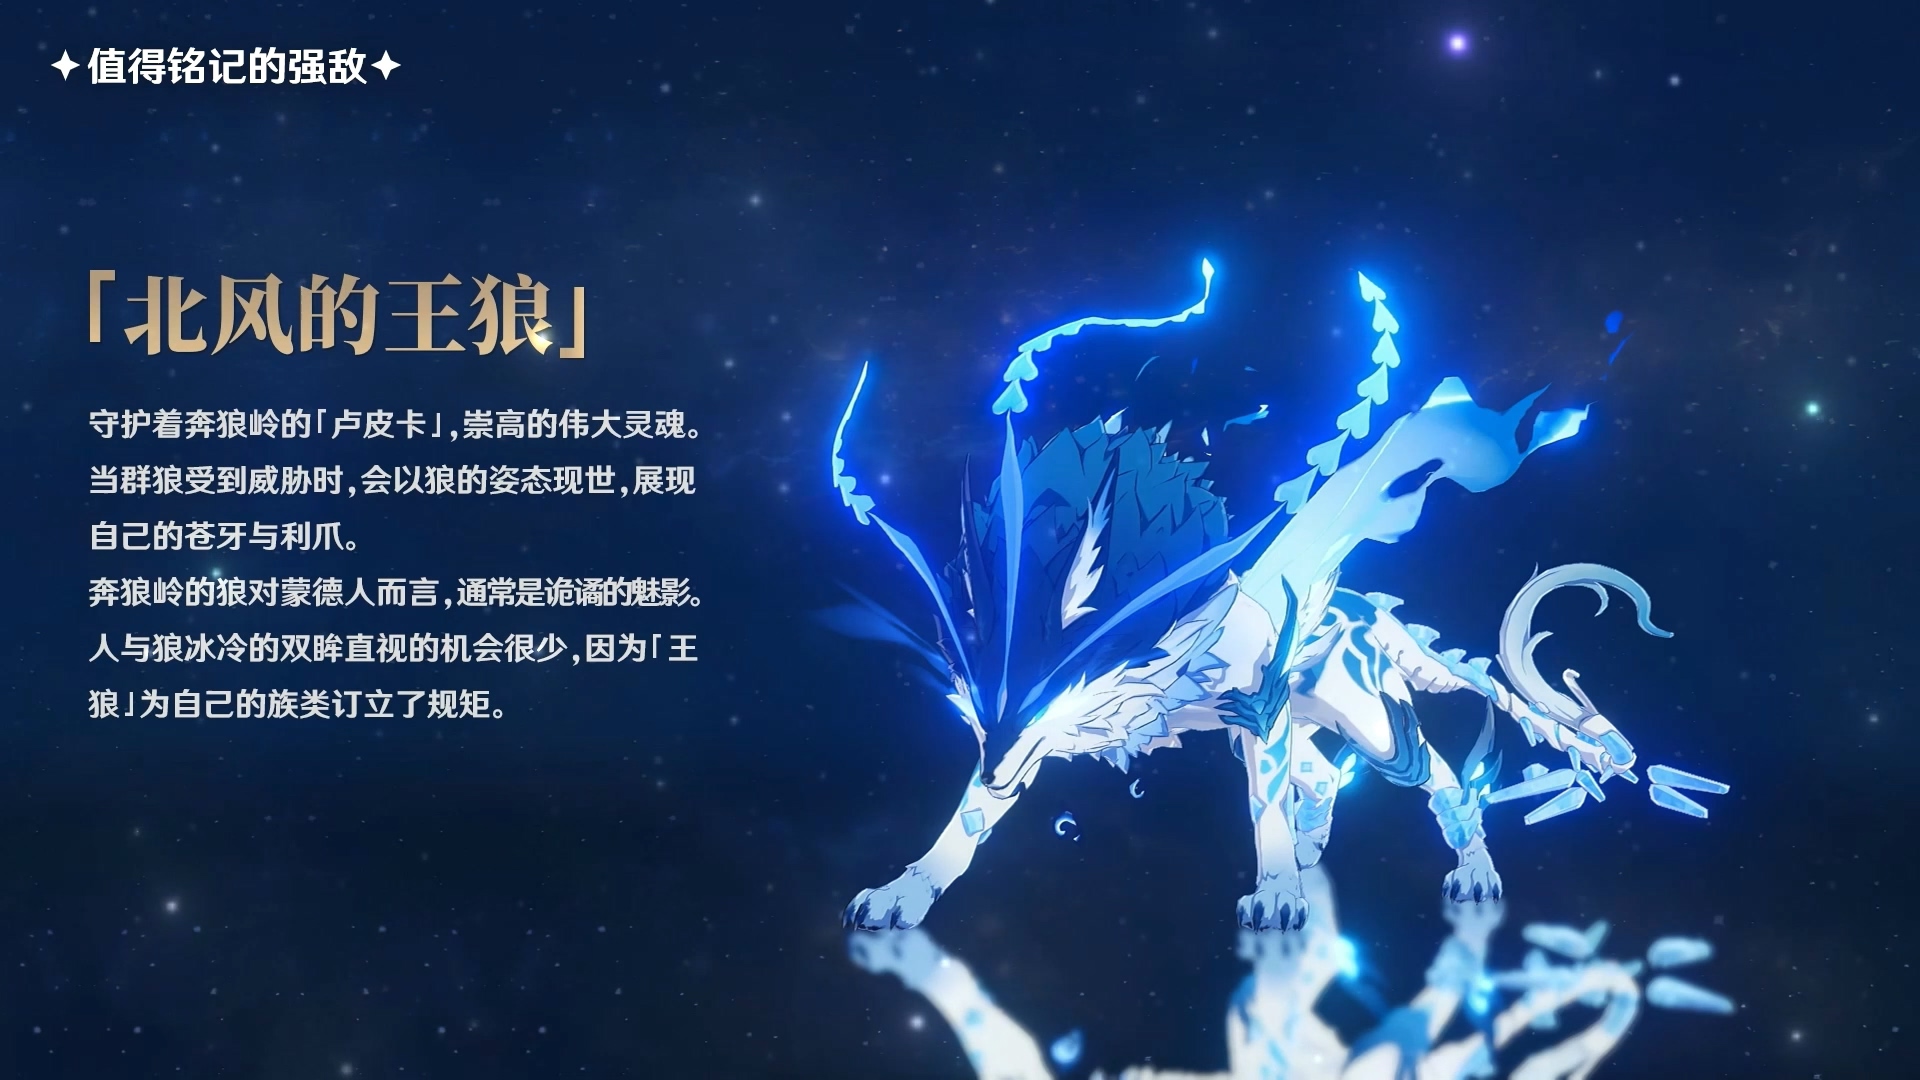 ✦值得铭记的强敌✦
「北风的王狼」
守护着奔狼岭的「卢皮卡」,崇高的伟大灵魂。
当群狼受到威胁时,会以狼的姿态现世,展现
自己的苍牙与利爪。
奔狼岭的狼对蒙德人而言,通常是诡谲的魅影。
人与狼冰冷的双眸直视的机会很少,因为「王
狼」为自己的族类订立了规矩。